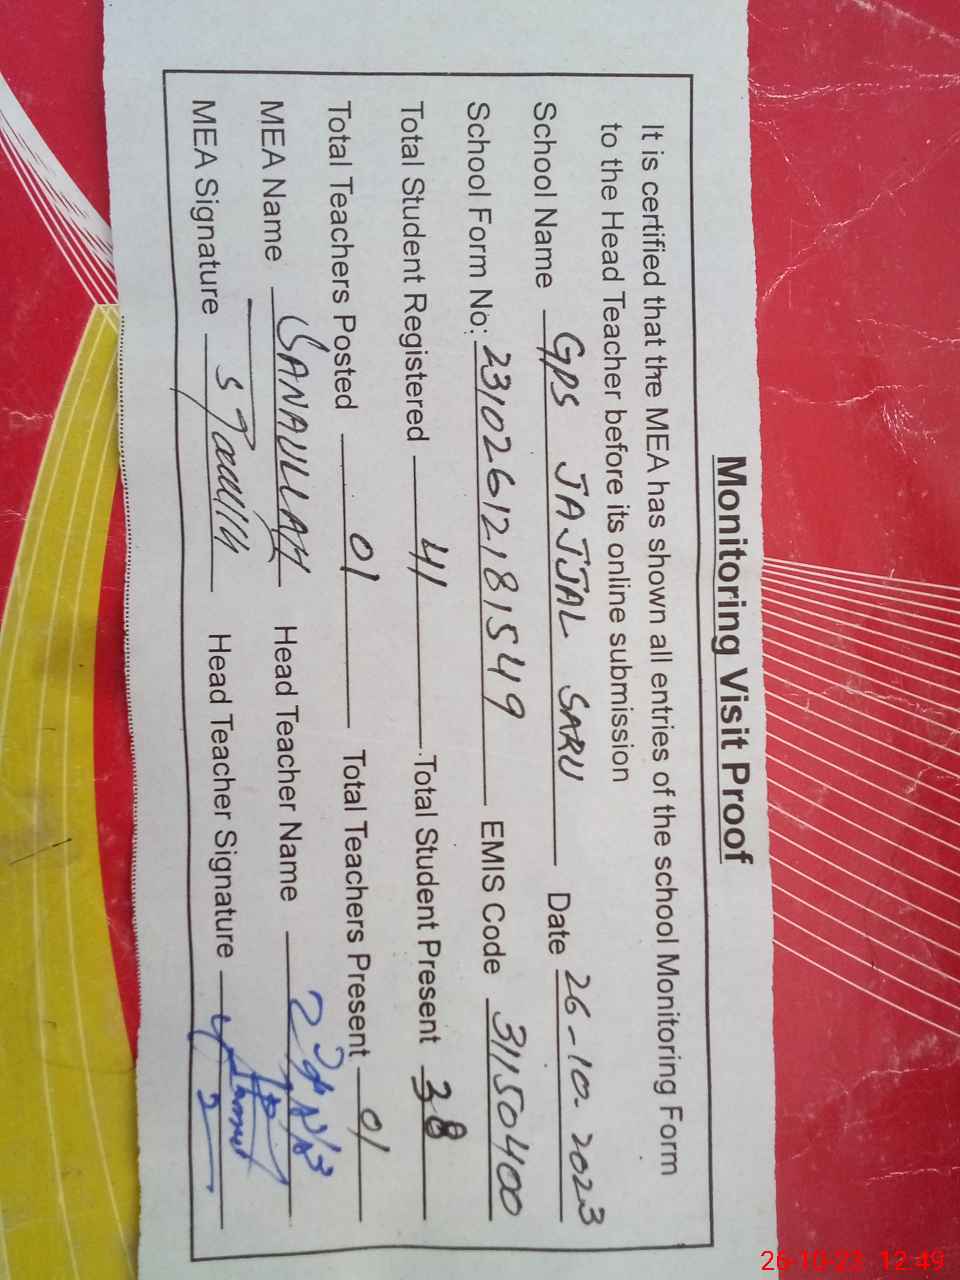 Monitoring Visit Proof
It is certified that the MEA has shown all entries of the school Monitoring Form
to the Head Teacher before its online submission
School Name GPS JAJJAL SARU Date 26-10-2023
School Form No: 23102612181549 EMIS Code 31150400
Total Student Registered 41 Total Student Present 38
Total Teachers Posted 01 Total Teachers Present 01
MEA Name SANAULLAH Head Teacher Name
MEA Signature Head Teacher Signature
26-10-23 12:49